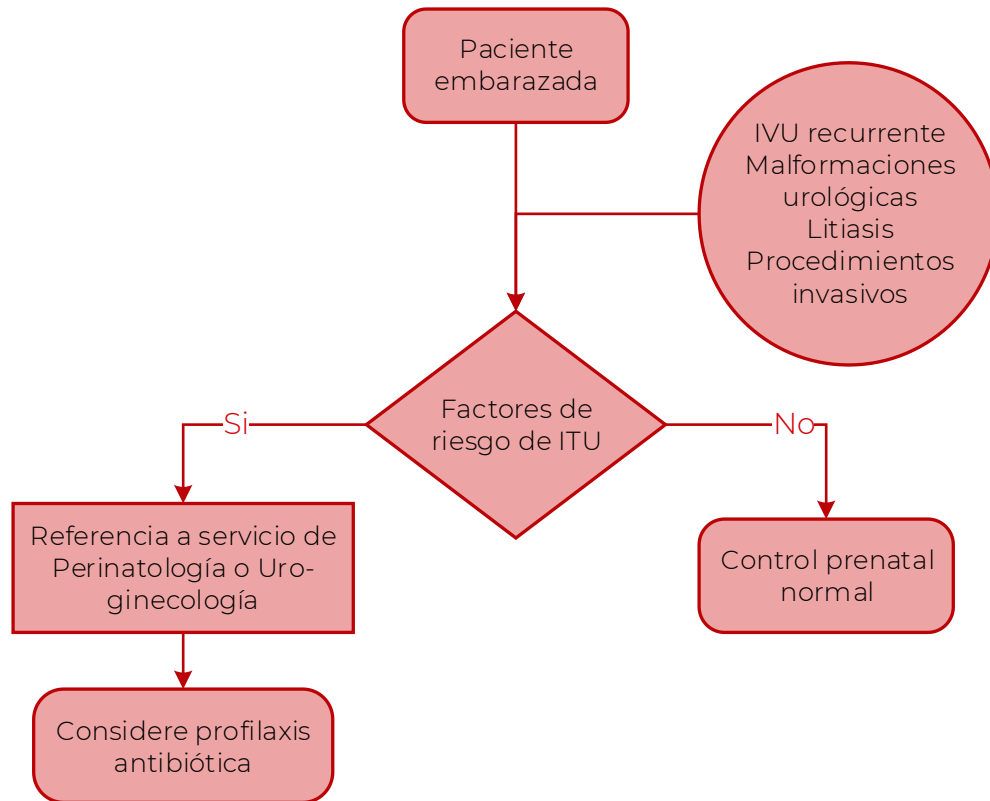 Paciente
embarazada
IVU recurrente
Malformaciones
urológicas
Litiasis
Procedimientos
invasivos
Factores de
riesgo de ITU
Si
No
Referencia a servicio de
Perinatología o Uro-
ginecología
Control prenatal
normal
Considere profilaxis
antibiótica